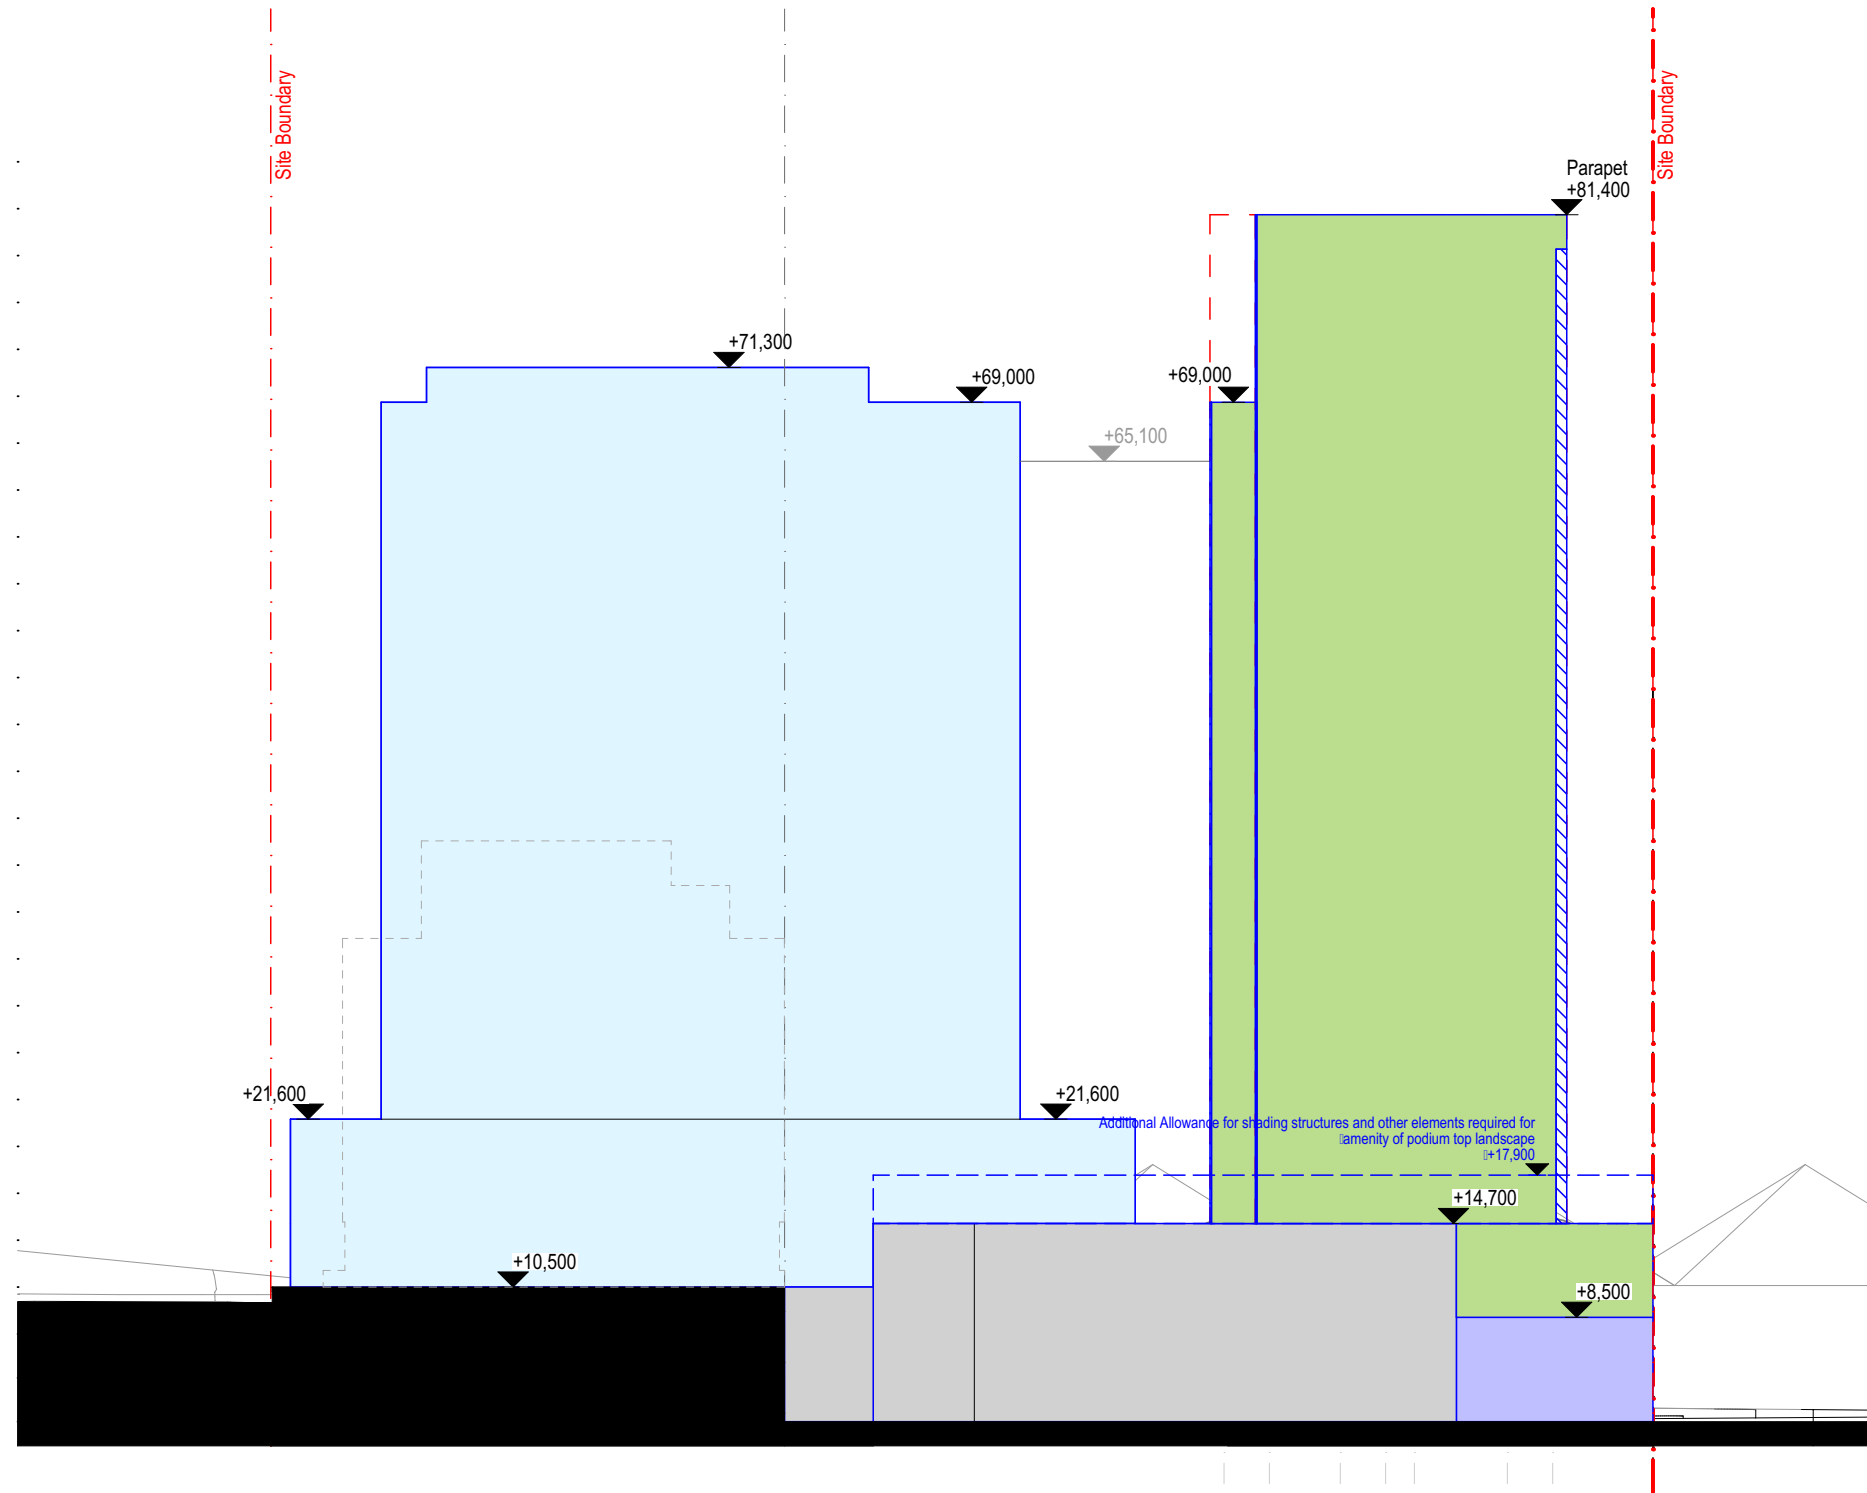 Site Boundary
Site Boundary
Parapet
+81,400
+71,300
+69,000
+69,000
+65,100
+21,600
+21,600
Additional Allowance for shading structures and other elements required for
amenity of podium top landscape
+17,900
+14,700
+10,500
+8,500